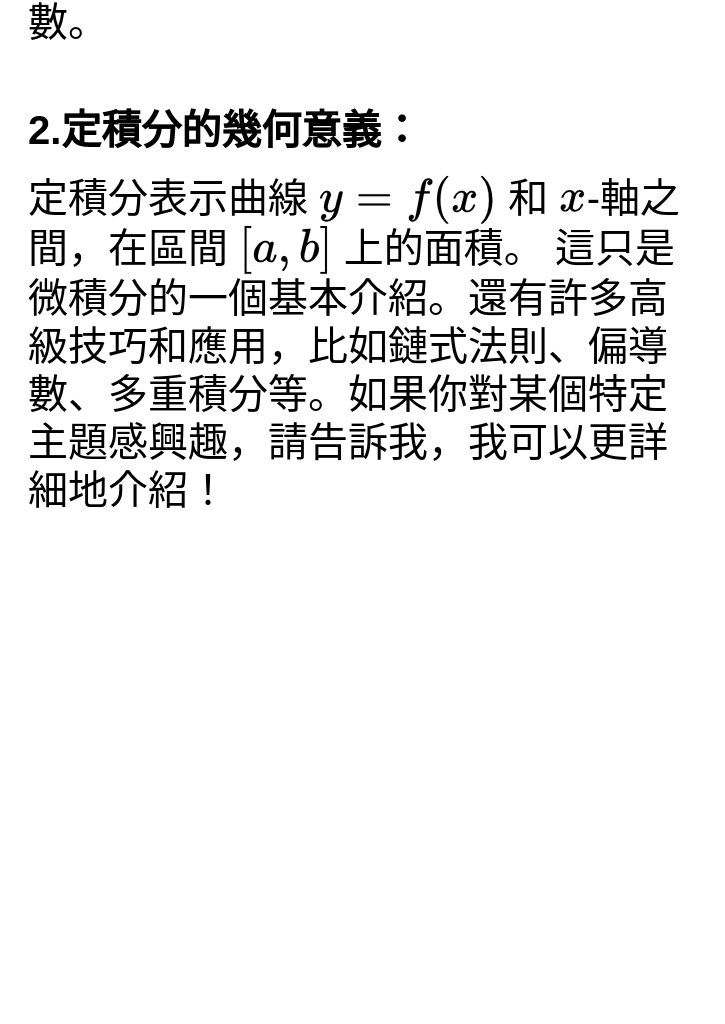 數。
2.定積分的幾何意義：
定積分表示曲線 y = f(x) 和 x-軸之
間，在區間 [a, b] 上的面積。 這只是
微積分的一個基本介紹。還有許多高
級技巧和應用，比如鏈式法則、偏導
數、多重積分等。如果你對某個特定
主題感興趣，請告訴我，我可以更詳
細地介紹！